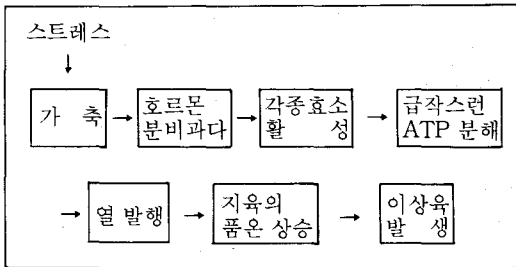 스트레스
가 축
호르몬
분비과다
각종효소
활 성
급작스런
ATP 분해
열 발행
지육의
품온 상승
이상육
발 생